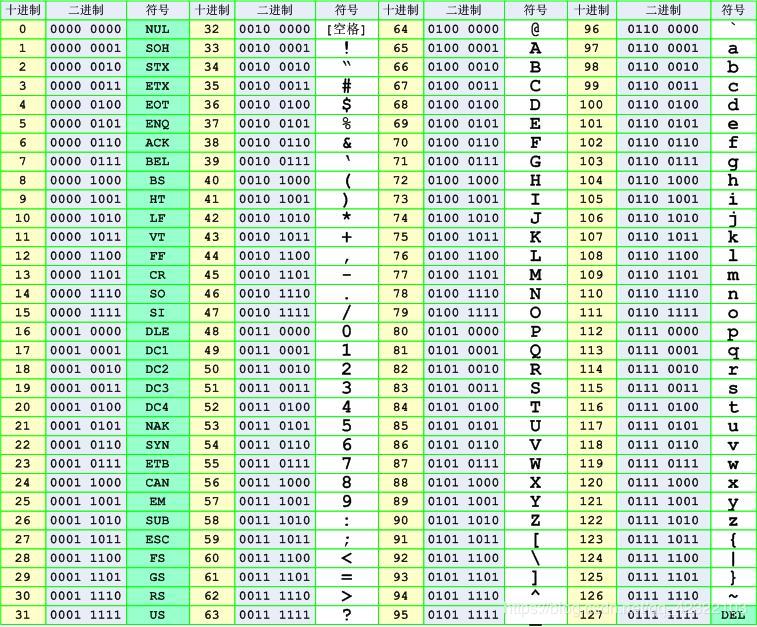 十进制 二进制 符号 十进制 二进制 符号 十进制 二进制 符号 十进制 二进制 符号
0 0000 0000 NUL 32 0010 0000 [空格] 64 0100 0000 @ 96 0110 0000 `
1 0000 0001 SOH 33 0010 0001 ! 65 0100 0001 A 97 0110 0001 a
2 0000 0010 STX 34 0010 0010 “ 66 0100 0010 B 98 0110 0010 b
3 0000 0011 ETX 35 0010 0011 # 67 0100 0011 C 99 0110 0011 c
4 0000 0100 EOT 36 0010 0100 $ 68 0100 0100 D 100 0110 0100 d
5 0000 0101 ENQ 37 0010 0101 % 69 0100 0101 E 101 0110 0101 e
6 0000 0110 ACK 38 0010 0110 & 70 0100 0110 F 102 0110 0110 f
7 0000 0111 BEL 39 0010 0111 ‘ 71 0100 0111 G 103 0110 0111 g
8 0000 1000 BS 40 0010 1000 ( 72 0100 1000 H 104 0110 1000 h
9 0000 1001 HT 41 0010 1001 ) 73 0100 1001 I 105 0110 1001 i
10 0000 1010 LF 42 0010 1010 * 74 0100 1010 J 106 0110 1010 j
11 0000 1011 VT 43 0010 1011 + 75 0100 1011 K 107 0110 1011 k
12 0000 1100 FF 44 0010 1100 , 76 0100 1100 L 108 0110 1100 l
13 0000 1101 CR 45 0010 1101 - 77 0100 1101 M 109 0110 1101 m
14 0000 1110 SO 46 0010 1110 . 78 0100 1110 N 110 0110 1110 n
15 0000 1111 SI 47 0010 1111 / 79 0100 1111 O 111 0110 1111 o
16 0001 0000 DLE 48 0011 0000 0 80 0101 0000 P 112 0111 0000 p
17 0001 0001 DC1 49 0011 0001 1 81 0101 0001 Q 113 0111 0001 q
18 0001 0010 DC2 50 0011 0010 2 82 0101 0010 R 114 0111 0010 r
19 0001 0011 DC3 51 0011 0011 3 83 0101 0011 S 115 0111 0011 s
20 0001 0100 DC4 52 0011 0100 4 84 0101 0100 T 116 0111 0100 t
21 0001 0101 NAK 53 0011 0101 5 85 0101 0101 U 117 0111 0101 u
22 0001 0110 SYN 54 0011 0110 6 86 0101 0110 V 118 0111 0110 v
23 0001 0111 ETB 55 0011 0111 7 87 0101 0111 W 119 0111 0111 w
24 0001 1000 CAN 56 0011 1000 8 88 0101 1000 X 120 0111 1000 x
25 0001 1001 EM 57 0011 1001 9 89 0101 1001 Y 121 0111 1001 y
26 0001 1010 SUB 58 0011 1010 : 90 0101 1010 Z 122 0111 1010 z
27 0001 1011 ESC 59 0011 1011 ; 91 0101 1011 [ 123 0111 1011 {
28 0001 1100 FS 60 0011 1100 < 92 0101 1100 \ 124 0111 1100 |
29 0001 1101 GS 61 0011 1101 = 93 0101 1101 ] 125 0111 1101 }
30 0001 1110 RS 62 0011 1110 > 94 0101 1110 ^ 126 0111 1110 ~
31 0001 1111 US 63 0011 1111 ? 95 0101 1111 _ 127 0111 1111 DEL